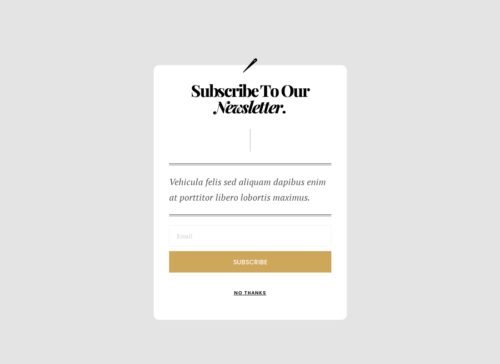 Subscribe To Our
Newsletter.
Vehicula felis sed aliquam dapibus enim
at porttitor libero lobortis maximus.
Email
SUBSCRIBE
NO THANKS